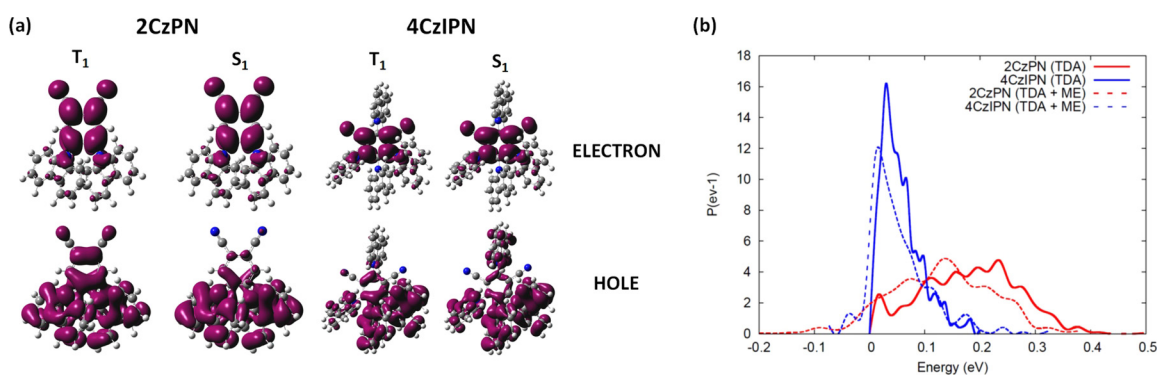 (a)
2CzPN
4CzIPN
T1
S1
T1
S1
ELECTRON
HOLE
(b)
2CzPN (TDA)
4CzIPN (TDA)
2CzPN (TDA + ME)
4CzIPN (TDA + ME)
18
16
14
12
10
8
6
4
2
0
P(ev-1)
-0.2
-0.1
0
0.1
0.2
0.3
0.4
0.5
Energy (eV)